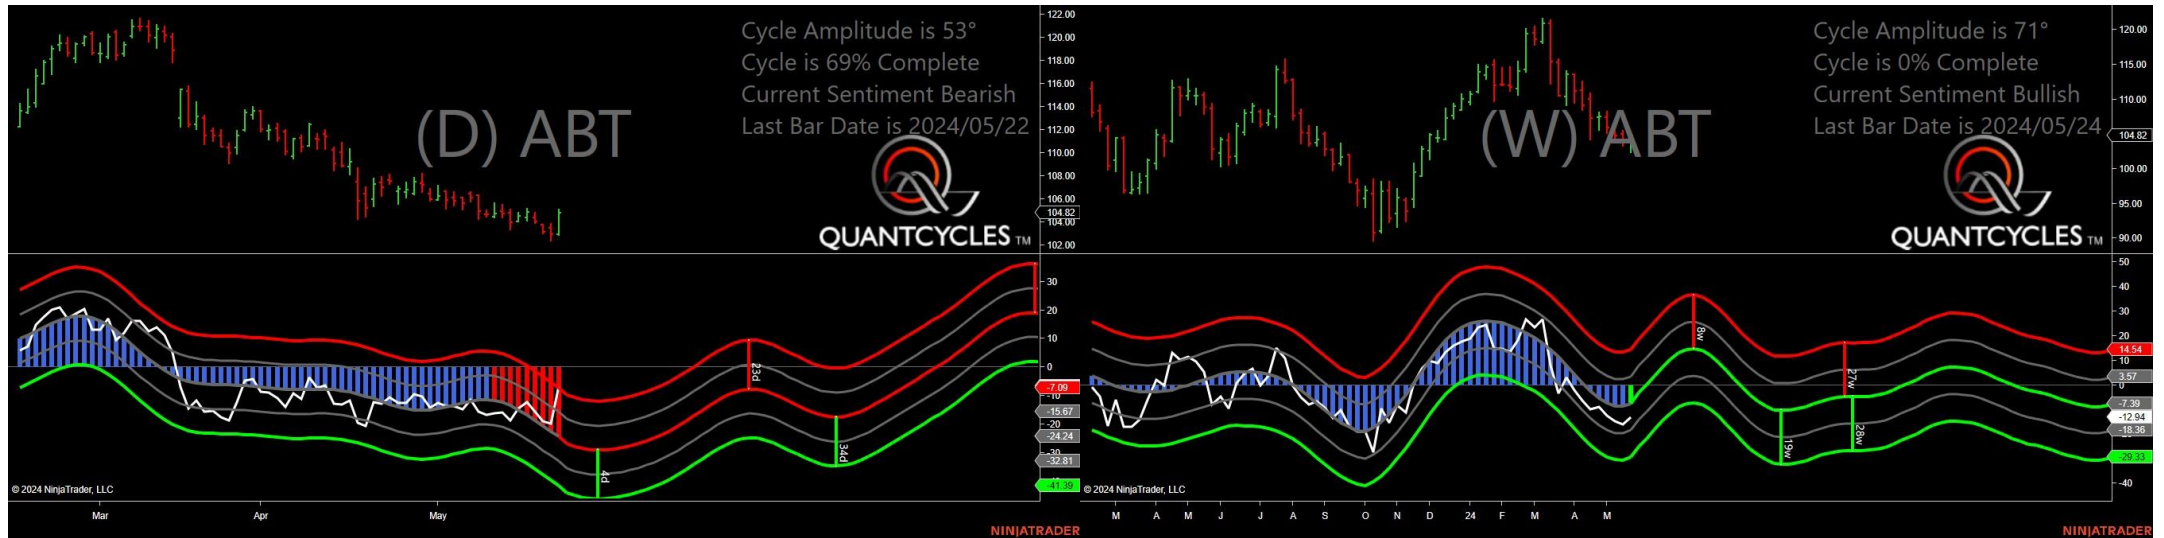 Cycle Amplitude is 53°
Cycle is 69% Complete
Current Sentiment Bearish
Last Bar Date is 2024/05/22
(D) ABT
QUANTCYCLES TM
122.00
120.00
118.00
116.00
114.00
112.00
110.00
108.00
106.00
104.82
104.00
102.00
30
20
10
0
-7.09
-10
-15.67
-20
-24.24
-30
-32.81
-41.39
4d
23d
34d
© 2024 NinjaTrader, LLC
Mar
Apr
May
NINJATRADER
Cycle Amplitude is 71°
Cycle is 0% Complete
Current Sentiment Bullish
Last Bar Date is 2024/05/24
(W) ABT
QUANTCYCLES TM
120.00
115.00
110.00
104.82
100.00
95.00
90.00
50
40
30
20
14.54
10
3.57
0
-7.39
-12.94
-18.36
-29.33
-40
8w
19w
27w
28w
© 2024 NinjaTrader, LLC
M A M J J A S O N D 24 F M A M
NINJATRADER